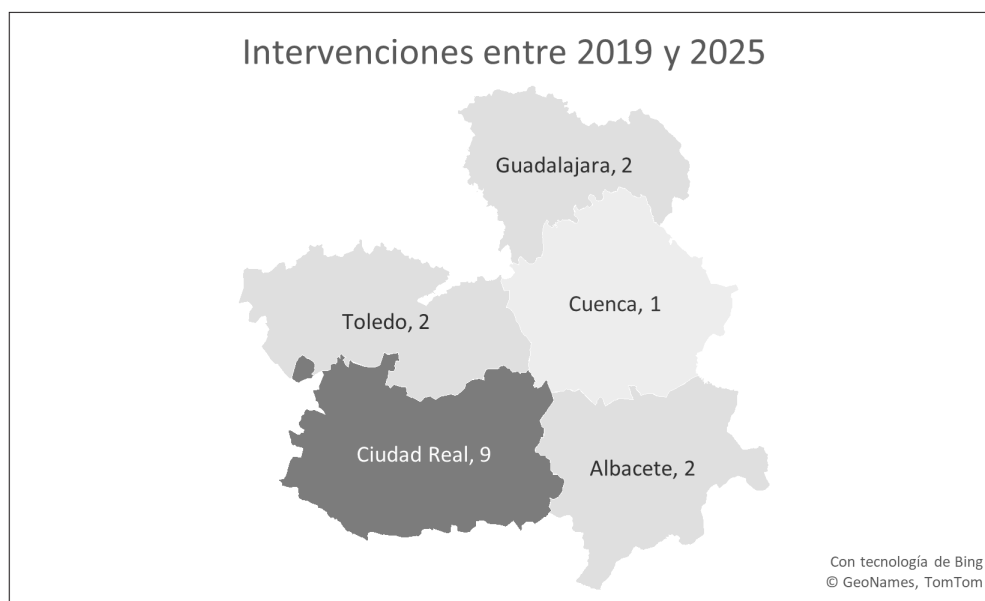 Intervenciones entre 2019 y 2025
Guadalajara, 2
Cuenca, 1
Toledo, 2
Ciudad Real, 9
Albacete, 2
Con tecnología de Bing
© GeoNames, TomTom